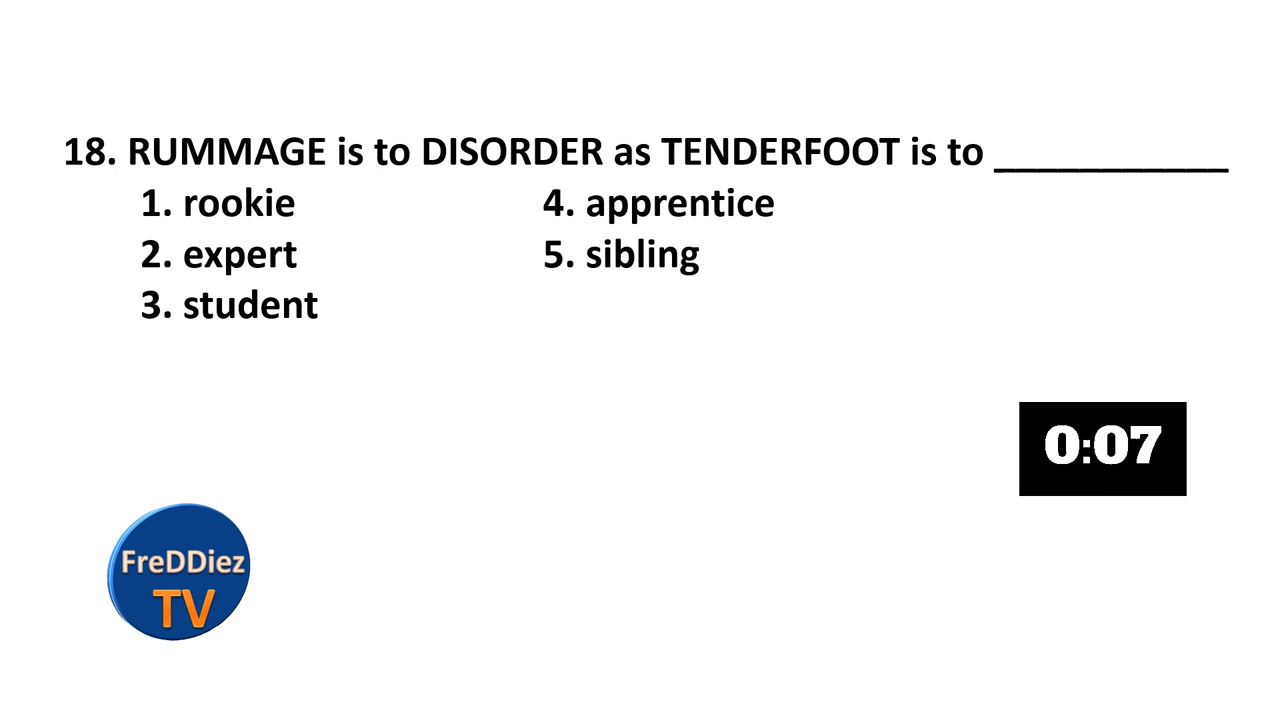 18. RUMMAGE is to DISORDER as TENDERFOOT is to ___________
1. rookie
2. expert
3. student
4. apprentice
5. sibling
0:07
FreDDiez
TV